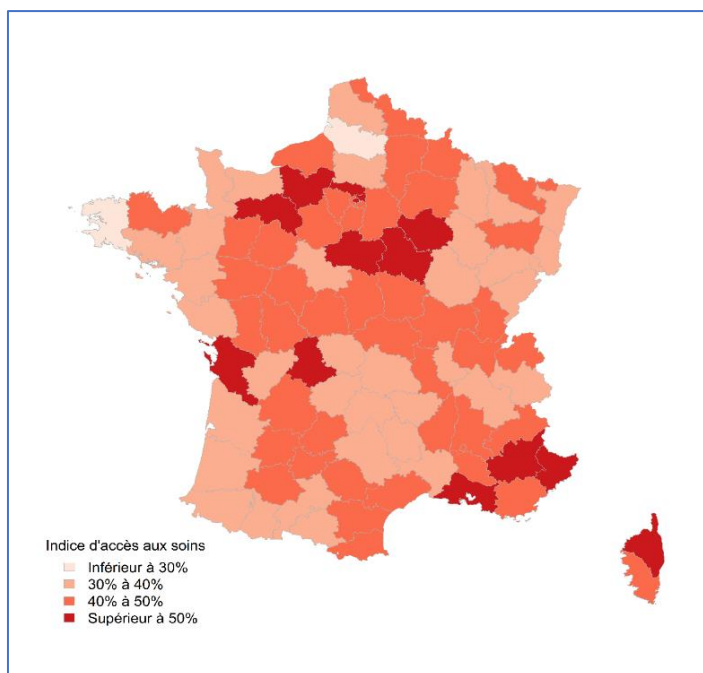 Indice d'accès aux soins
Inférieur à 30%
30% à 40%
40% à 50%
Supérieur à 50%